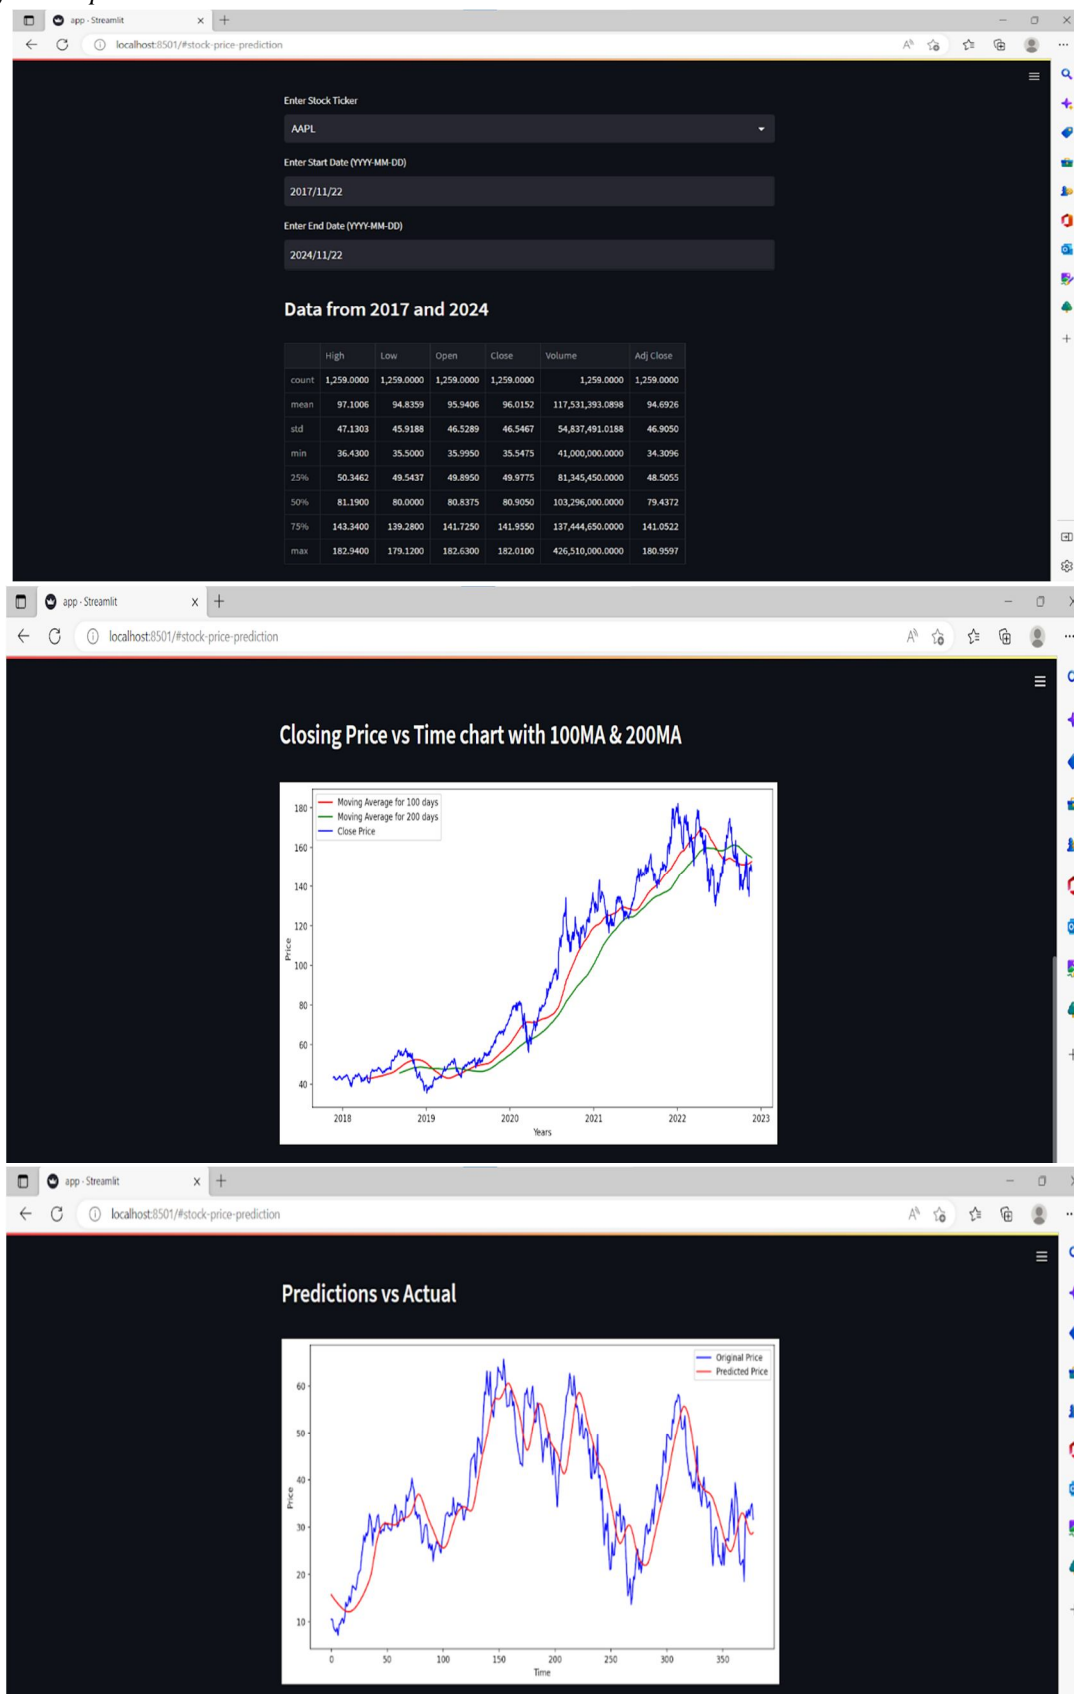 app - Streamlit
localhost:8501/#stock-price-prediction
Enter Stock Ticker
AAPL
Enter Start Date (YYYY-MM-DD)
2017/11/22
Enter End Date (YYYY-MM-DD)
2024/11/22
Data from 2017 and 2024
High Low Open Close Volume Adj Close
count 1,259.0000 1,259.0000 1,259.0000 1,259.0000 1,259.0000 1,259.0000
mean 97.1006 94.8359 95.9406 96.0152 117,531,393.0898 94.6926
std 47.1303 45.9188 46.5289 46.5467 54,837,491.0188 46.9050
min 36.4300 35.5000 35.9950 35.5475 41,000,000.0000 34.3096
25% 50.3462 49.5437 49.8950 49.9775 81,345,450.0000 48.5055
50% 81.1900 80.0000 80.8375 80.9050 103,296,000.0000 79.4372
75% 143.3400 139.2800 141.7250 141.9550 137,444,650.0000 141.0522
max 182.9400 179.1200 182.6300 182.0100 426,510,000.0000 180.9597
app - Streamlit
localhost:8501/#stock-price-prediction
Closing Price vs Time chart with 100MA & 200MA
Moving Average for 100 days
Moving Average for 200 days
Close Price
180
160
140
120
100
80
60
40
Price
2018 2019 2020 2021 2022 2023
Years
app - Streamlit
localhost:8501/#stock-price-prediction
Predictions vs Actual
Original Price
Predicted Price
60
50
40
30
20
10
Price
0 50 100 150 200 250 300 350
Time